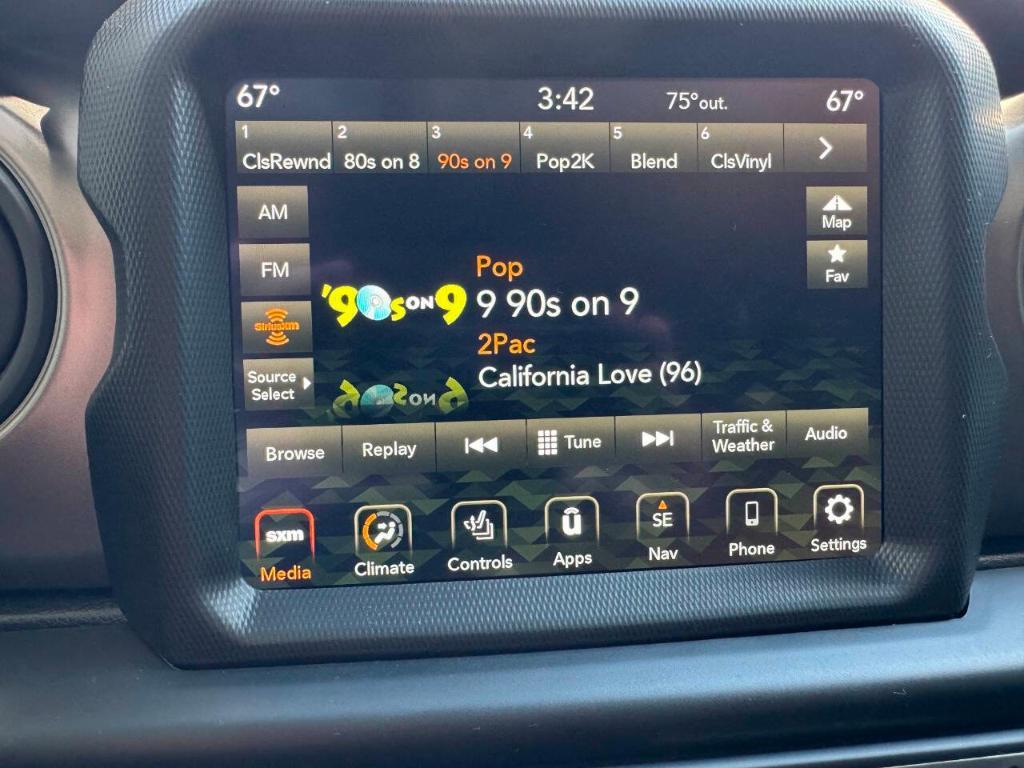 67° 3:42 75°out. 67°
1 2 3 4 5 6
ClsRewnd 80s on 8 90s on 9 Pop2K Blend ClsVinyl
AM
Map
FM
Fav
Pop
'90s ON 9
9 90s on 9
SiriusXM
2Pac
California Love (96)
Source
Select
Browse Replay Tune Traffic &
Weather Audio
sxm
SE
Media Climate Controls Apps Nav Phone Settings